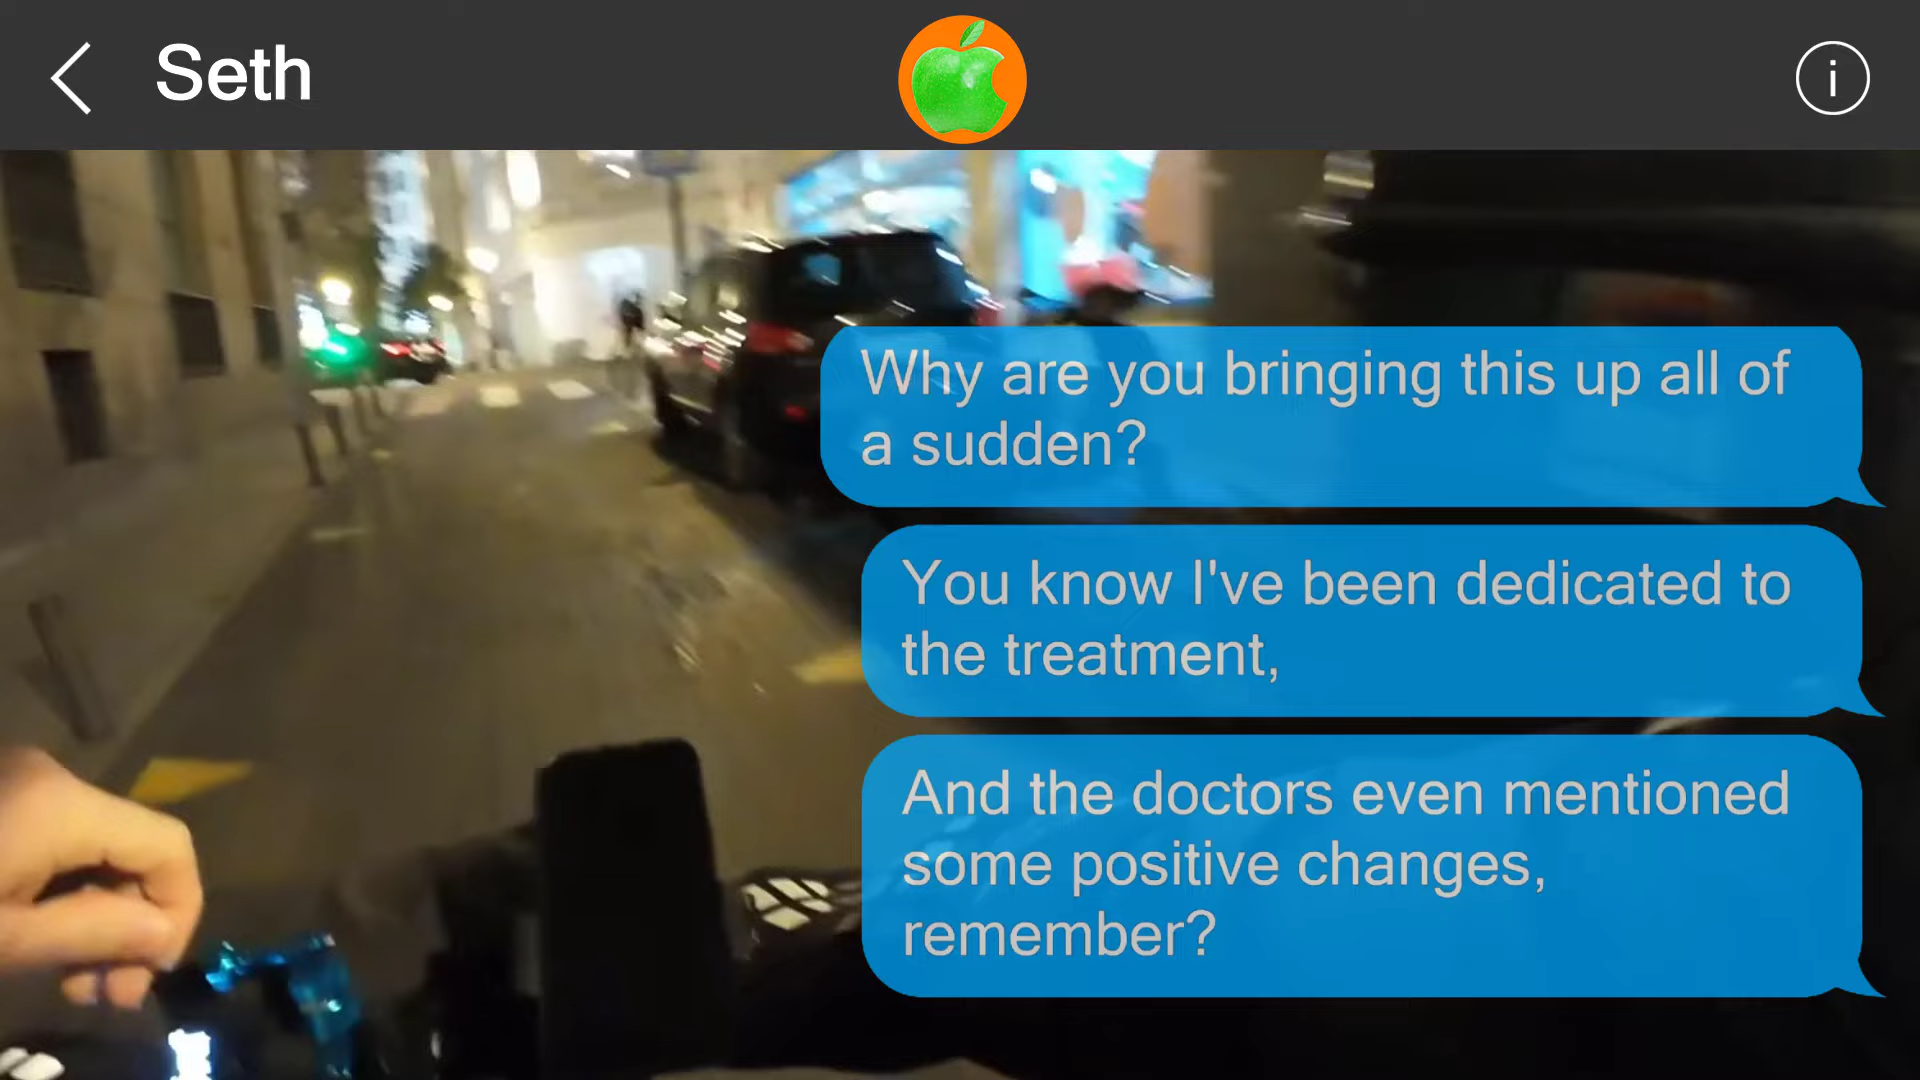 Seth
Why are you bringing this up all of
a sudden?
You know I've been dedicated to
the treatment,
And the doctors even mentioned
some positive changes,
remember?